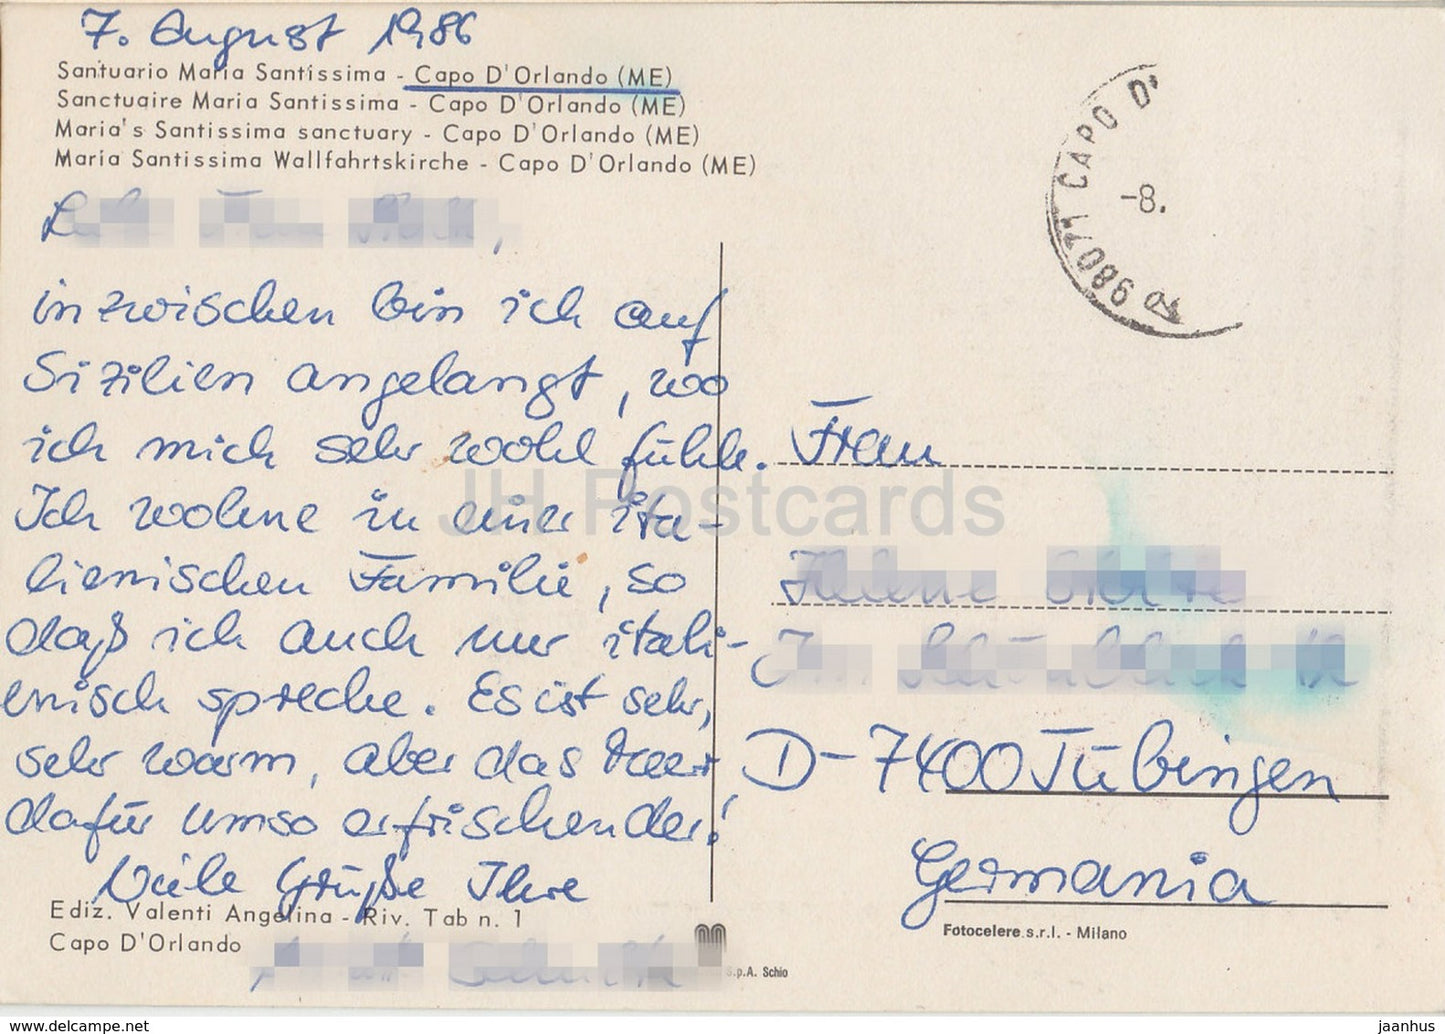 7. August 1986
Santuario Maria Santissima - Capo D'Orlando (ME)
Sanctuaire Maria Santissima - Capo D'Orlando (ME)
Maria's Santissima sanctuary - Capo D'Orlando (ME)
Maria Santissima Wallfahrtskirche - Capo D'Orlando (ME)
98071 CAPO D'
-8.
inzwischen bin ich auf
Sizilien angelangt, wo
ich mich sehr wohl fühle.
Ich wohne in einer ita-
lienischen Familie, so
daß ich auch nur itali-
enisch spreche. Es ist sehr,
sehr warm, aber das Meer
dafür umso erfrischender!
Viele Grüße Ihre
Frau
D-7400 Tübingen
Germania
Ediz. Valenti Angelina - Riv. Tab n. 1
Capo D'Orlando
Fotocelere s.r.l. - Milano
S.p.A. Schio
JH Postcards
www.delcampe.net
jaanhus